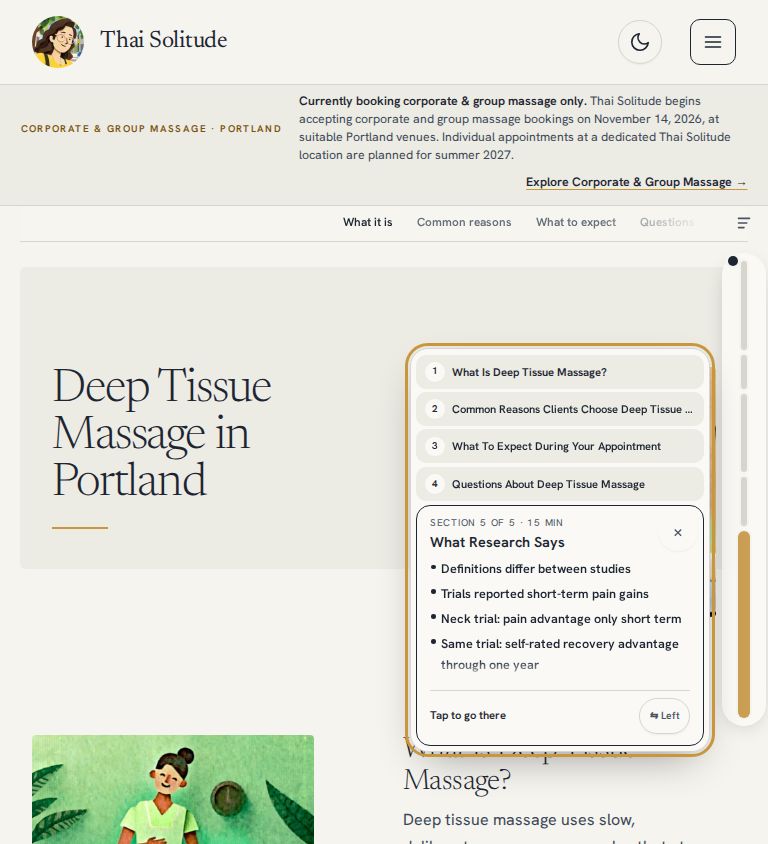 Thai Solitude
CORPORATE & GROUP MASSAGE · PORTLAND
Currently booking corporate & group massage only. Thai Solitude begins
accepting corporate and group massage bookings on November 14, 2026, at
suitable Portland venues. Individual appointments at a dedicated Thai Solitude
location are planned for summer 2027.
Explore Corporate & Group Massage →
What it is
Common reasons
What to expect
Questions
Deep Tissue
Massage in
Portland
1 What Is Deep Tissue Massage?
2 Common Reasons Clients Choose Deep Tissue ...
3 What To Expect During Your Appointment
4 Questions About Deep Tissue Massage
SECTION 5 OF 5 · 15 MIN
What Research Says
• Definitions differ between studies
• Trials reported short-term pain gains
• Neck trial: pain advantage only short term
• Same trial: self-rated recovery advantage
through one year
Tap to go there
⇆ Left
Massage?
Deep tissue massage uses slow,